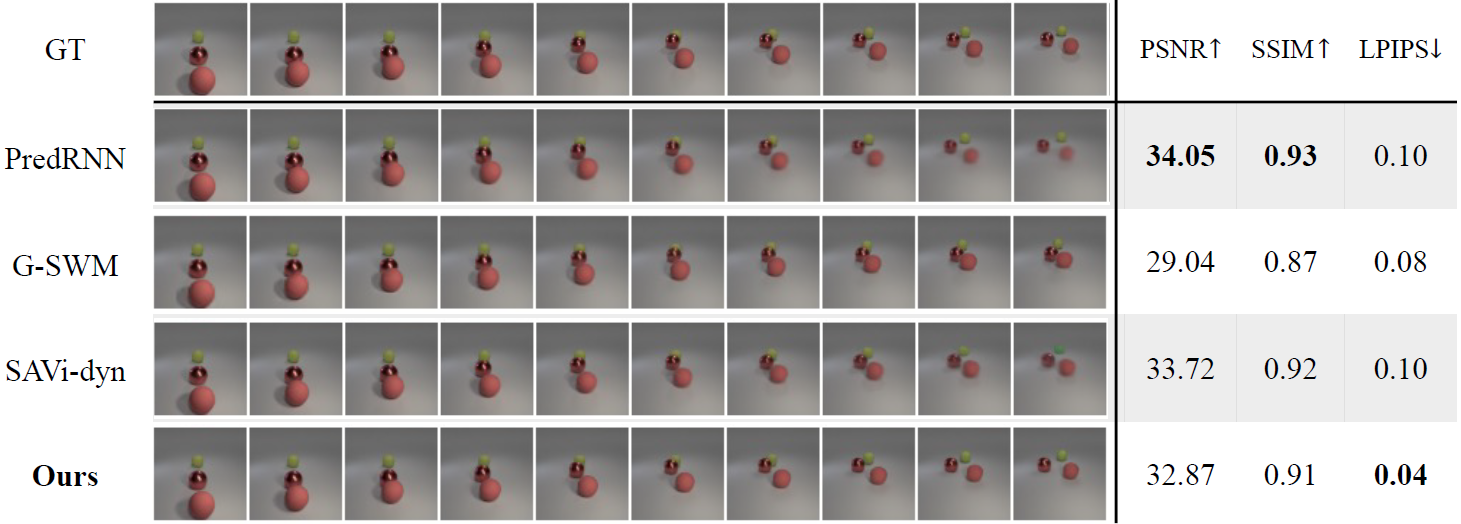 GT PSNR↑ SSIM↑ LPIPS↓
PredRNN 34.05 0.93 0.10
G-SWM 29.04 0.87 0.08
SAVi-dyn 33.72 0.92 0.10
Ours 32.87 0.91 0.04